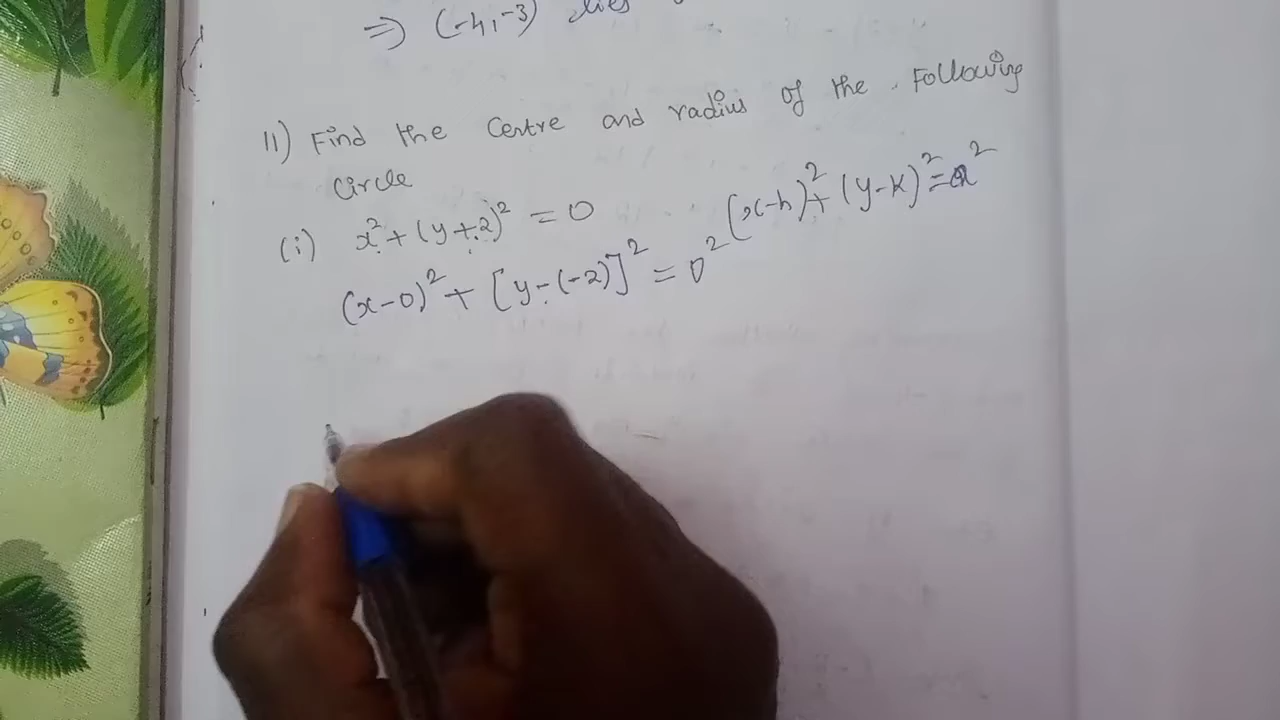 ⇒ (-4,-3) lies
11) Find the Centre and radius of the Following
Circle
(i) x²+(y+2)² = 0 (x-h)²+(y-k)²=a²
(x-0)²+[y-(-2)]² = 0²